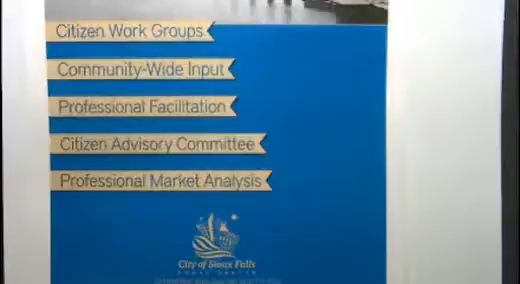 Citizen Work Groups
Community-Wide Input
Professional Facilitation
Citizen Advisory Committee
Professional Market Analysis
City of Sioux Falls